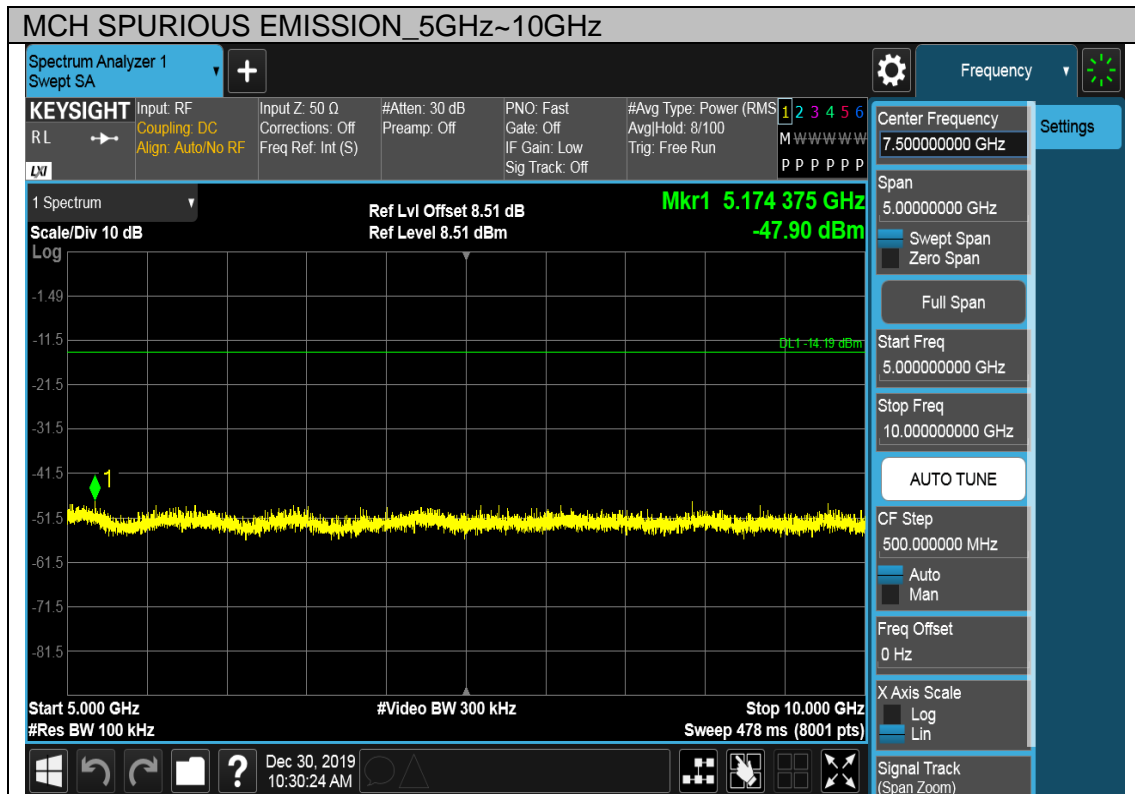 MCH SPURIOUS EMISSION_5GHz~10GHz
Spectrum Analyzer 1
Swept SA
Frequency
KEYSIGHT
RL
LXI
Input: RF
Coupling: DC
Align: Auto/No RF
Input Z: 50 Ω
Corrections: Off
Freq Ref: Int (S)
#Atten: 30 dB
Preamp: Off
PNO: Fast
Gate: Off
IF Gain: Low
Sig Track: Off
#Avg Type: Power (RMS
Avg|Hold: 8/100
Trig: Free Run
1 2 3 4 5 6
M W W W W W
P P P P P P
1 Spectrum
Scale/Div 10 dB
Ref Lvl Offset 8.51 dB
Ref Level 8.51 dBm
Mkr1 5.174 375 GHz
-47.90 dBm
Log
-1.49
-11.5
DL1 -14.19 dBm
-21.5
-31.5
-41.5
1
-51.5
-61.5
-71.5
-81.5
Start 5.000 GHz
#Res BW 100 kHz
#Video BW 300 kHz
Stop 10.000 GHz
Sweep 478 ms (8001 pts)
Center Frequency
7.500000000 GHz
Settings
Span
5.00000000 GHz
Swept Span
Zero Span
Full Span
Start Freq
5.000000000 GHz
Stop Freq
10.000000000 GHz
AUTO TUNE
CF Step
500.000000 MHz
Auto
Man
Freq Offset
0 Hz
X Axis Scale
Log
Lin
Signal Track
(Span Zoom)
?
Dec 30, 2019
10:30:24 AM